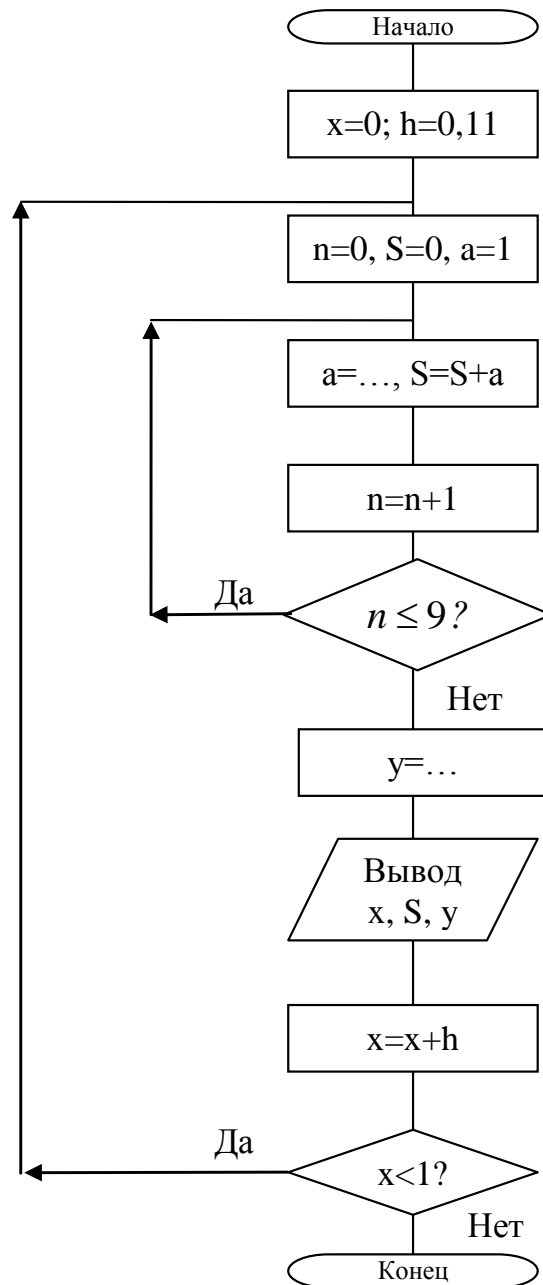 Начало
x=0; h=0,11
n=0, S=0, a=1
a=…, S=S+a
n=n+1
Да
n ≤ 9?
Нет
y=…
Вывод
x, S, y
x=x+h
Да
x<1?
Нет
Конец